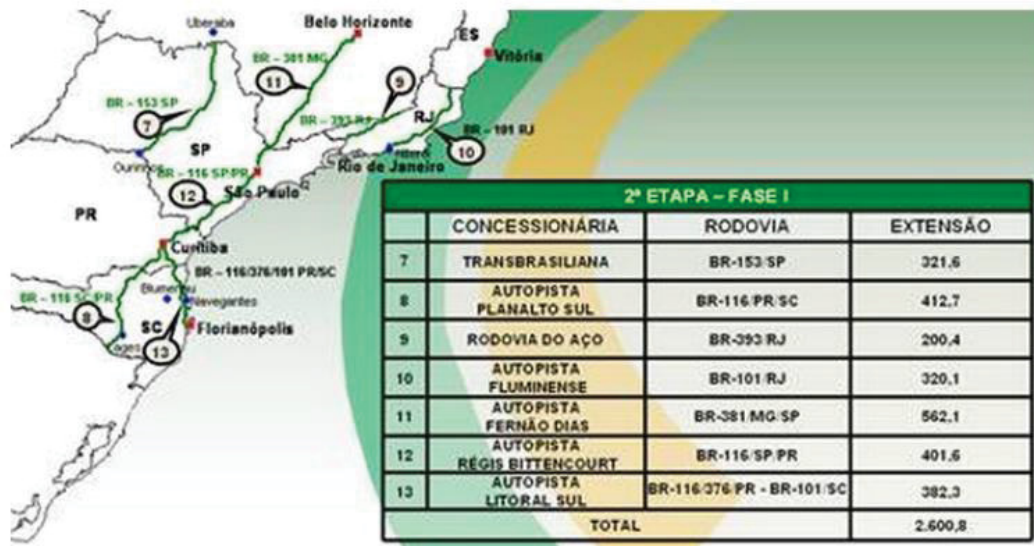 Uberaba
Belo Horizonte
ES
Vitória
BR – 381 MG
11
9
BR – 153 SP
7
BR – 393 RJ
RJ
BR – 101 RJ
10
SP
Rio de Janeiro
BR – 116 SP/PR
São Paulo
12
PR
Curitiba
BR – 116/376/101 PR/SC
Navegantes
BR – 116 SC/PR
8
SC
Florianópolis
13
2ª ETAPA – FASE I
CONCESSIONÁRIA RODOVIA EXTENSÃO
7 TRANSBRASILIANA BR-153/SP 321,6
8 AUTOPISTA PLANALTO SUL BR-116/PR/SC 412,7
9 RODOVIA DO AÇO BR-393/RJ 200,4
10 AUTOPISTA FLUMINENSE BR-101/RJ 320,1
11 AUTOPISTA FERNÃO DIAS BR-381/MG/SP 562,1
12 AUTOPISTA RÉGIS BITTENCOURT BR-116/SP/PR 401,6
13 AUTOPISTA LITORAL SUL BR-116/376/PR - BR-101/SC 382,3
TOTAL 2.600,8